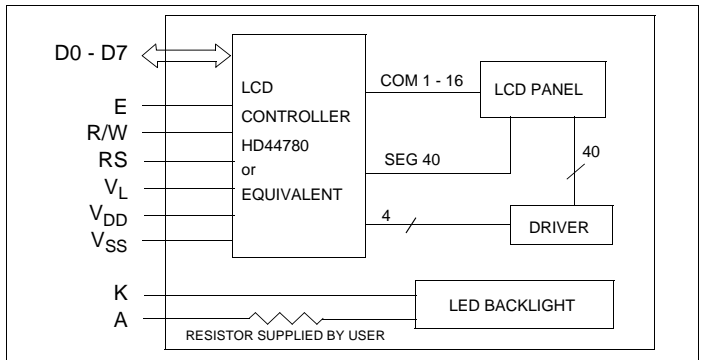 D0 - D7
E
R/W
RS
VL
VDD
VSS
K
A
LCD
CONTROLLER
HD44780
or
EQUIVALENT
COM 1 - 16
SEG 40
4
LCD PANEL
40
DRIVER
LED BACKLIGHT
RESISTOR SUPPLIED BY USER